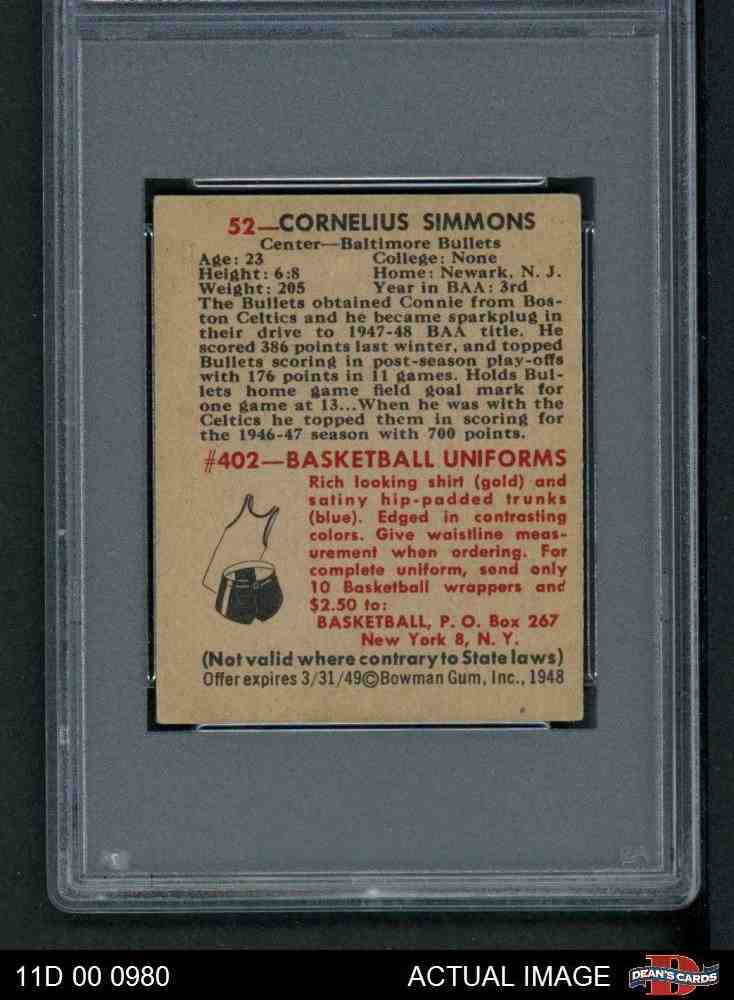 52—CORNELIUS SIMMONS
Center—Baltimore Bullets
Age: 23 College: None
Height: 6:8 Home: Newark, N. J.
Weight: 205 Year in BAA: 3rd
The Bullets obtained Connie from Bos-
ton Celtics and he became sparkplug in
their drive to 1947-48 BAA title. He
scored 386 points last winter, and topped
Bullets scoring in post-season play-offs
with 176 points in 11 games. Holds Bul-
lets home game field goal mark for
one game at 13...When he was with the
Celtics he topped them in scoring for
the 1946-47 season with 700 points.
#402—BASKETBALL UNIFORMS
Rich looking shirt (gold) and
satiny hip-padded trunks
(blue). Edged in contrasting
colors. Give waistline meas-
urement when ordering. For
complete uniform, send only
10 Basketball wrappers and
$2.50 to:
BASKETBALL, P. O. Box 267
New York 8, N. Y.
(Not valid where contrary to State laws)
Offer expires 3/31/49©Bowman Gum, Inc., 1948
11D 00 0980 ACTUAL IMAGE DEAN'S CARDS